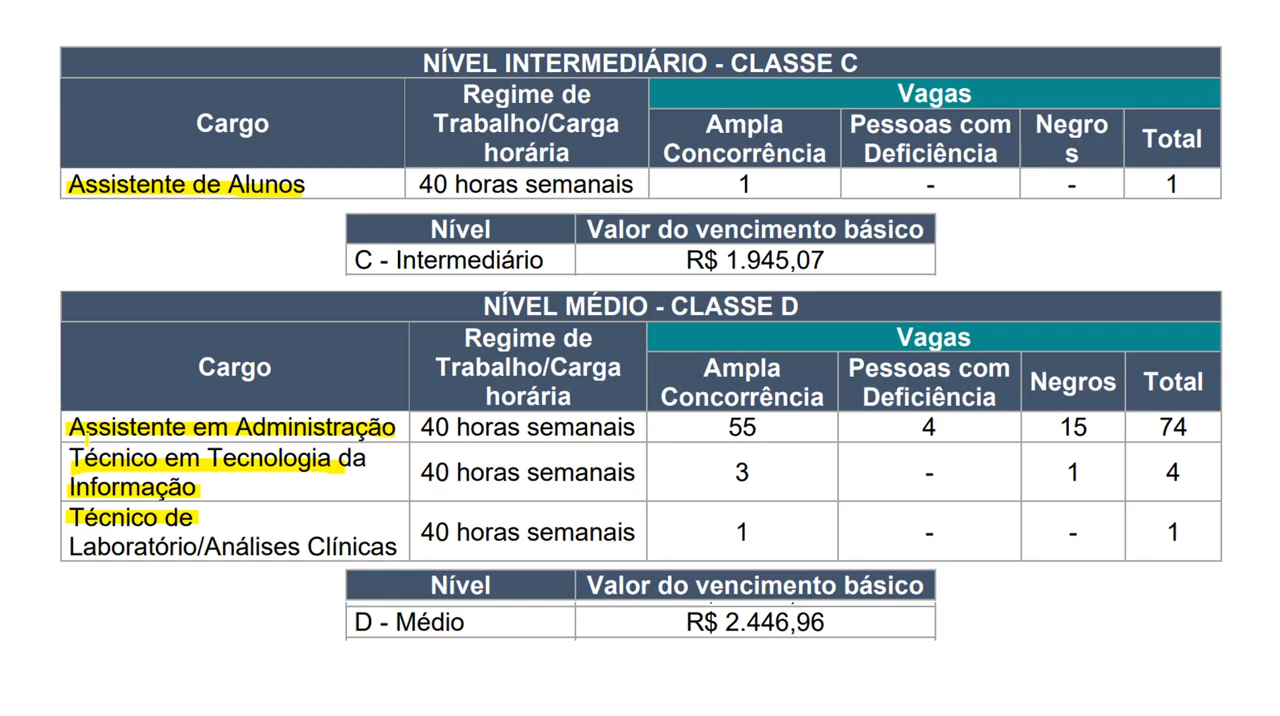 NÍVEL INTERMEDIÁRIO - CLASSE C
Cargo
Regime de
Trabalho/Carga
horária
Vagas
Ampla
Concorrência
Pessoas com
Deficiência
Negro
s
Total
Assistente de Alunos 40 horas semanais 1 - - 1
Nível Valor do vencimento básico
C - Intermediário R$ 1.945,07
NÍVEL MÉDIO - CLASSE D
Cargo
Regime de
Trabalho/Carga
horária
Vagas
Ampla
Concorrência
Pessoas com
Deficiência
Negros
Total
Assistente em Administração 40 horas semanais 55 4 15 74
Técnico em Tecnologia da
Informação
40 horas semanais 3 - 1 4
Técnico de
Laboratório/Análises Clínicas
40 horas semanais 1 - - 1
Nível Valor do vencimento básico
D - Médio R$ 2.446,96